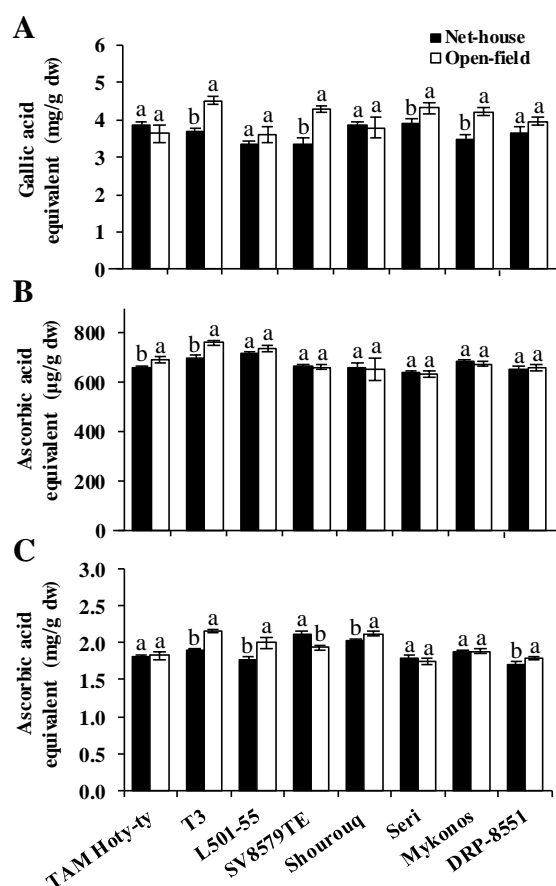 A
Net-house
Open-field
Gallic acid
equivalent (mg/g dw)
6
5
4
3
2
1
0
a a b a a a b a a a b a b a a a
B
Ascorbic acid
equivalent (µg/g dw)
800
600
400
200
0
b a b a a a a a a a a a a a a a
C
Ascorbic acid
equivalent (mg/g dw)
3.0
2.5
2.0
1.5
1.0
0.5
0.0
a a b a b a a b b a a a a a b a
TAM Hoty-ty
T3
L501-55
SV8579TE
Shourouq
Seri
Mykonos
DRP-8551